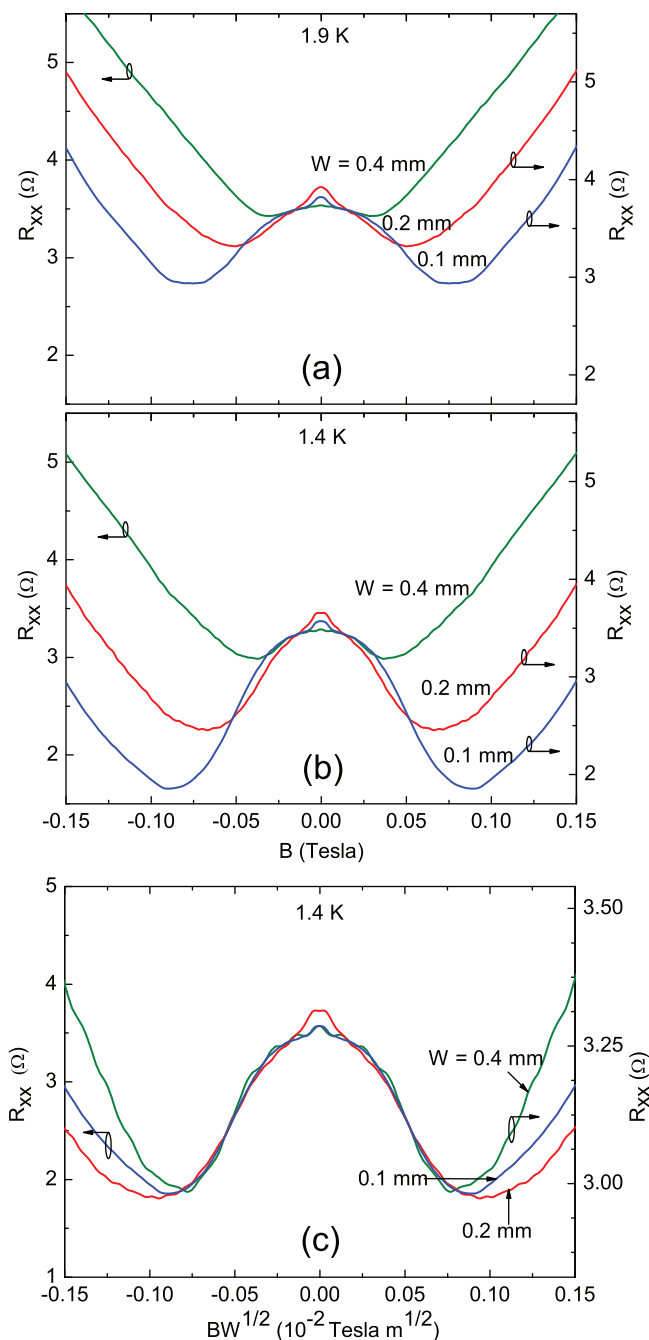 1.9 K
5
4
3
2
R_xx (Ω)
5
4
3
2
R_xx (Ω)
W = 0.4 mm
0.2 mm
0.1 mm
(a)
1.4 K
5
4
3
2
R_xx (Ω)
4
3
2
R_xx (Ω)
W = 0.4 mm
0.2 mm
0.1 mm
(b)
-0.15 -0.10 -0.05 0.00 0.05 0.10 0.15
B (Tesla)
1.4 K
5
4
3
2
1
R_xx (Ω)
3.50
3.25
3.00
R_xx (Ω)
W = 0.4 mm
0.1 mm
0.2 mm
(c)
-0.15 -0.10 -0.05 0.00 0.05 0.10 0.15
BW^1/2 (10^-2 Tesla m^1/2)